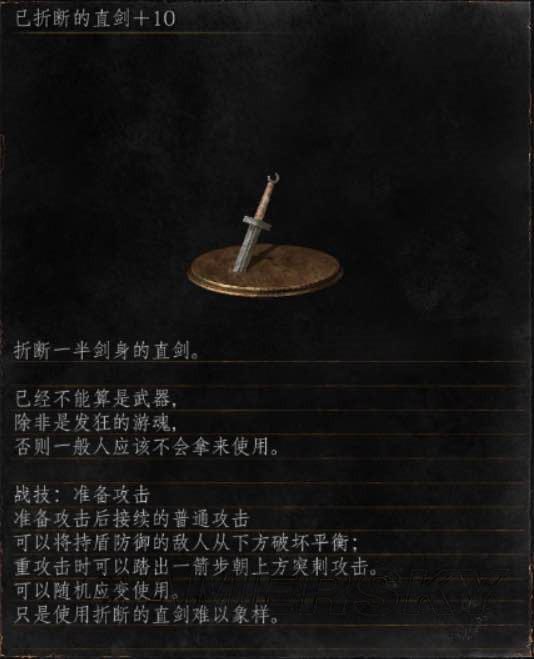 已折断的直剑＋10
折断一半剑身的直剑。
已经不能算是武器，
除非是发狂的游魂，
否则一般人应该不会拿来使用。
战技：准备攻击
准备攻击后接续的普通攻击
可以将持盾防御的敌人从下方破坏平衡；
重攻击时可以踏出一箭步朝上方突刺攻击。
可以随机应变使用。
只是使用折断的直剑难以象样。